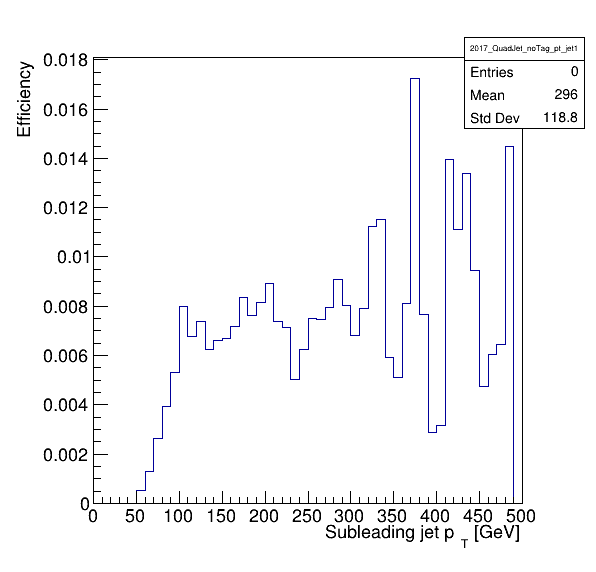 2017_QuadJet_noTag_pt_jet1
Entries 0
Mean 296
Std Dev 118.8
Efficiency
0.018
0.016
0.014
0.012
0.01
0.008
0.006
0.004
0.002
0
0 50 100 150 200 250 300 350 400 450 500
Subleading jet p T [GeV]